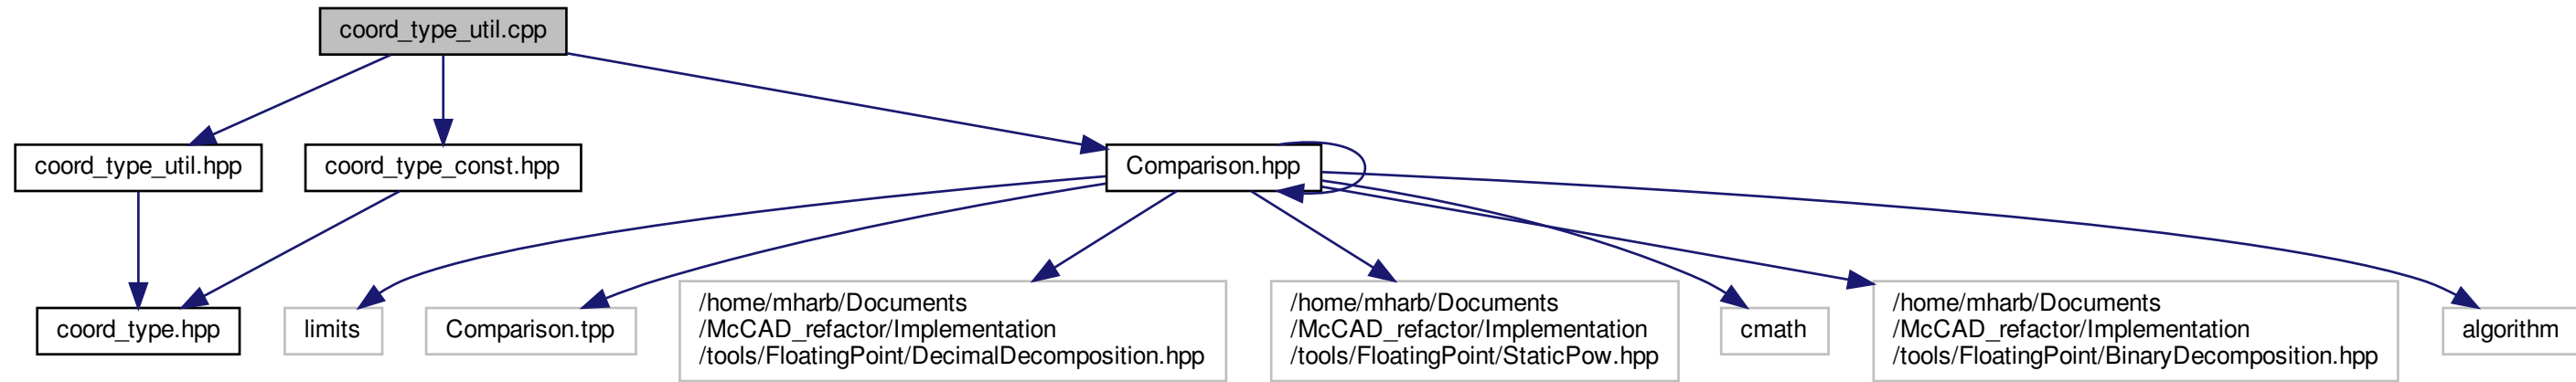 coord_type_util.cpp
coord_type_util.hpp
coord_type_const.hpp
Comparison.hpp
coord_type.hpp
limits
Comparison.tpp
/home/mharb/Documents
/McCAD_refactor/Implementation
/tools/FloatingPoint/DecimalDecomposition.hpp
/home/mharb/Documents
/McCAD_refactor/Implementation
/tools/FloatingPoint/StaticPow.hpp
cmath
/home/mharb/Documents
/McCAD_refactor/Implementation
/tools/FloatingPoint/BinaryDecomposition.hpp
algorithm